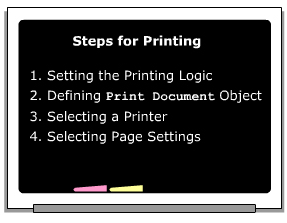 Steps for Printing
1. Setting the Printing Logic
2. Defining Print Document Object
3. Selecting a Printer
4. Selecting Page Settings